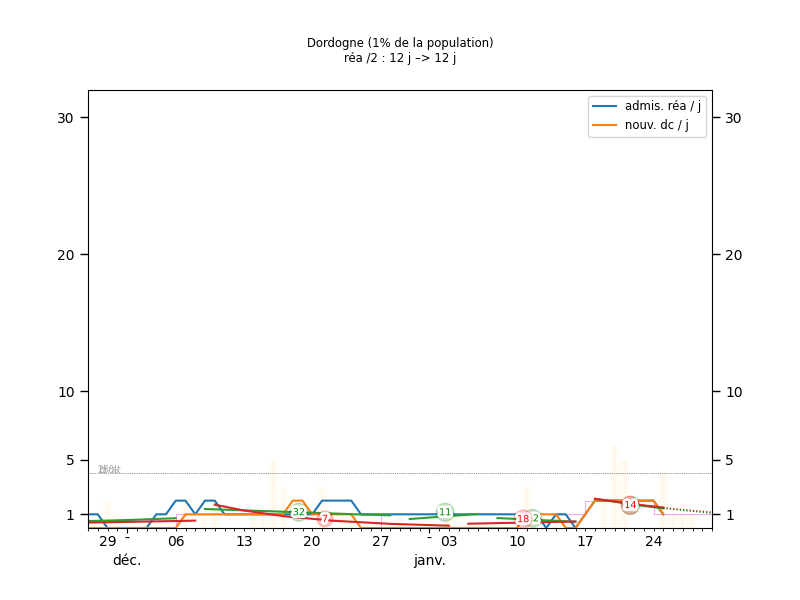 Dordogne (1% de la population)
réa /2 : 12 j –> 12 j
admis. réa / j
nouv. dc / j
30 30
20 20
10 10
5 5
1 1
32 7 11 18 2 14
29 - 06 13 20 27 - 03 10 17 24
déc. janv.